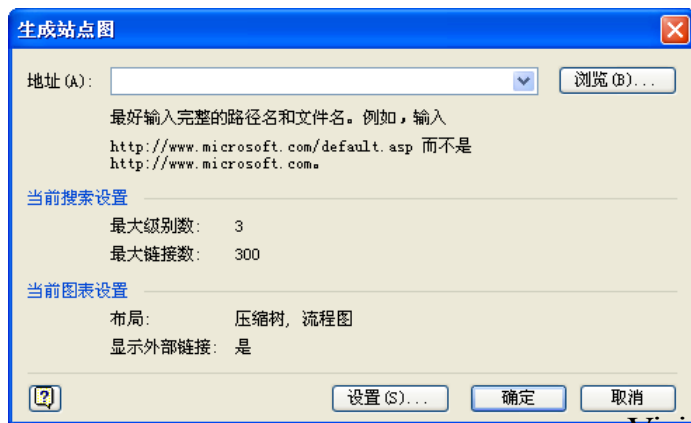 生成站点图
地址(A):
浏览(B)...
最好输入完整的路径名和文件名。例如，输入
http://www.microsoft.com/default.asp 而不是
http://www.microsoft.com。
当前搜索设置
最大级别数: 3
最大链接数: 300
当前图表设置
布局: 压缩树, 流程图
显示外部链接: 是
设置(S)... 确定 取消